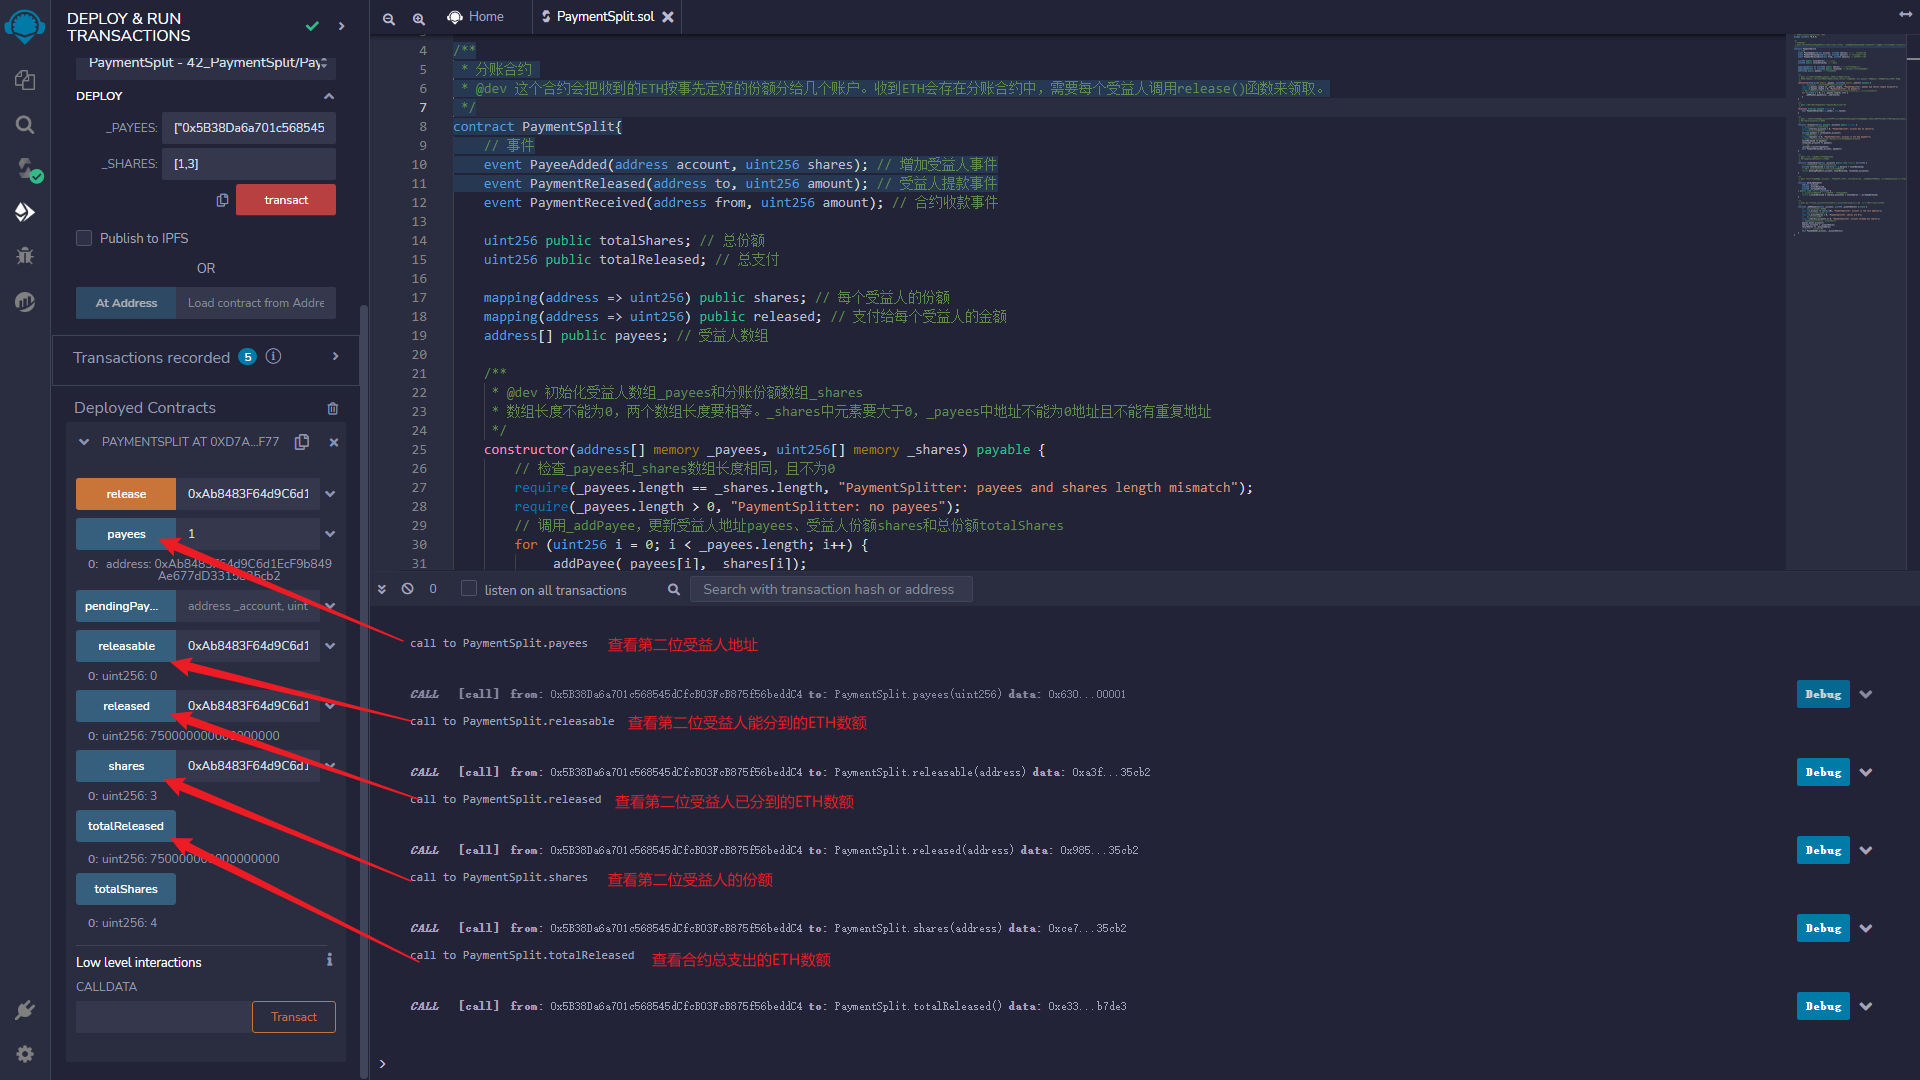 DEPLOY & RUN
TRANSACTIONS
PaymentSplit - 42_PaymentSplit/Pay
DEPLOY
_PAYEES: ["0x5B38Da6a701c568545
_SHARES: [1,3]
transact
Publish to IPFS
OR
At Address Load contract from Addre
Transactions recorded 5
Deployed Contracts
PAYMENTSPLIT AT 0XD7A...F77
release 0xAb8483F64d9C6d1
payees 1
0: address: 0xAb8483F64d9C6d1EcF9b849
Ae677dD3315835cb2
pendingPay... address _account, uint
releasable 0xAb8483F64d9C6d1
0: uint256: 0
released 0xAb8483F64d9C6d1
0: uint256: 750000000000000000
shares 0xAb8483F64d9C6d1
0: uint256: 3
totalReleased
0: uint256: 750000000000000000
totalShares
0: uint256: 4
Low level interactions
CALLDATA
Transact
Home PaymentSplit.sol
4 /**
5 * 分账合约
6 * @dev 这个合约会把收到的ETH按事先定好的份额分给几个账户。收到ETH会存在分账合约中，需要每个受益人调用release()函数来领取。
7 */
8 contract PaymentSplit{
9 // 事件
10 event PayeeAdded(address account, uint256 shares); // 增加受益人事件
11 event PaymentReleased(address to, uint256 amount); // 受益人提款事件
12 event PaymentReceived(address from, uint256 amount); // 合约收款事件
13
14 uint256 public totalShares; // 总份额
15 uint256 public totalReleased; // 总支付
16
17 mapping(address => uint256) public shares; // 每个受益人的份额
18 mapping(address => uint256) public released; // 支付给每个受益人的金额
19 address[] public payees; // 受益人数组
20
21 /**
22 * @dev 初始化受益人数组_payees和分账份额数组_shares
23 * 数组长度不能为0，两个数组长度要相等。_shares中元素要大于0，_payees中地址不能为0地址且不能有重复地址
24 */
25 constructor(address[] memory _payees, uint256[] memory _shares) payable {
26 // 检查_payees和_shares数组长度相同，且不为0
27 require(_payees.length == _shares.length, "PaymentSplitter: payees and shares length mismatch");
28 require(_payees.length > 0, "PaymentSplitter: no payees");
29 // 调用_addPayee，更新受益人地址payees、受益人份额shares和总份额totalShares
30 for (uint256 i = 0; i < _payees.length; i++) {
31 _addPayee(_payees[i], _shares[i]);
0 listen on all transactions Search with transaction hash or address
call to PaymentSplit.payees 查看第二位受益人地址
CALL [call] from: 0x5B38Da6a701c568545dCfcB03FcB875f56beddC4 to: PaymentSplit.payees(uint256) data: 0x630...00001 Debug
call to PaymentSplit.releasable 查看第二位受益人能分到的ETH数额
CALL [call] from: 0x5B38Da6a701c568545dCfcB03FcB875f56beddC4 to: PaymentSplit.releasable(address) data: 0xa3f...35cb2 Debug
call to PaymentSplit.released 查看第二位受益人已分到的ETH数额
CALL [call] from: 0x5B38Da6a701c568545dCfcB03FcB875f56beddC4 to: PaymentSplit.released(address) data: 0x985...35cb2 Debug
call to PaymentSplit.shares 查看第二位受益人的份额
CALL [call] from: 0x5B38Da6a701c568545dCfcB03FcB875f56beddC4 to: PaymentSplit.shares(address) data: 0xce7...35cb2 Debug
call to PaymentSplit.totalReleased 查看合约总支出的ETH数额
CALL [call] from: 0x5B38Da6a701c568545dCfcB03FcB875f56beddC4 to: PaymentSplit.totalReleased() data: 0xe33...b7de3 Debug
>